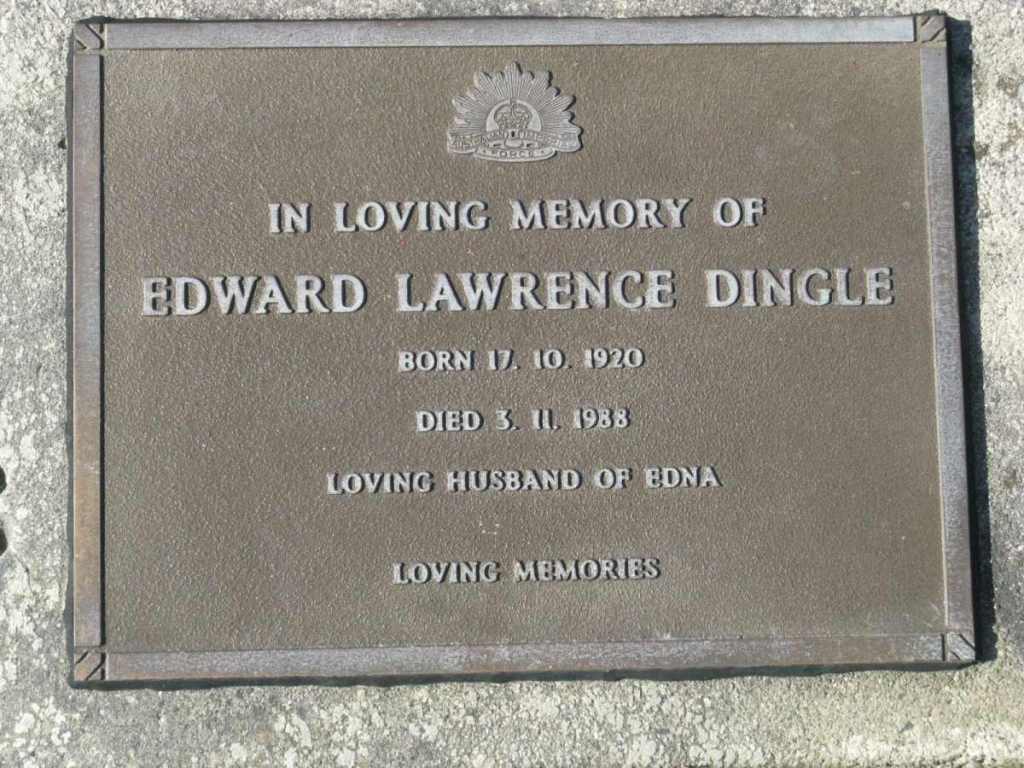 FORCE
IN LOVING MEMORY OF
EDWARD LAWRENCE DINGLE
BORN 17. 10. 1920
DIED 3. 11. 1988
LOVING HUSBAND OF EDNA
LOVING MEMORIES